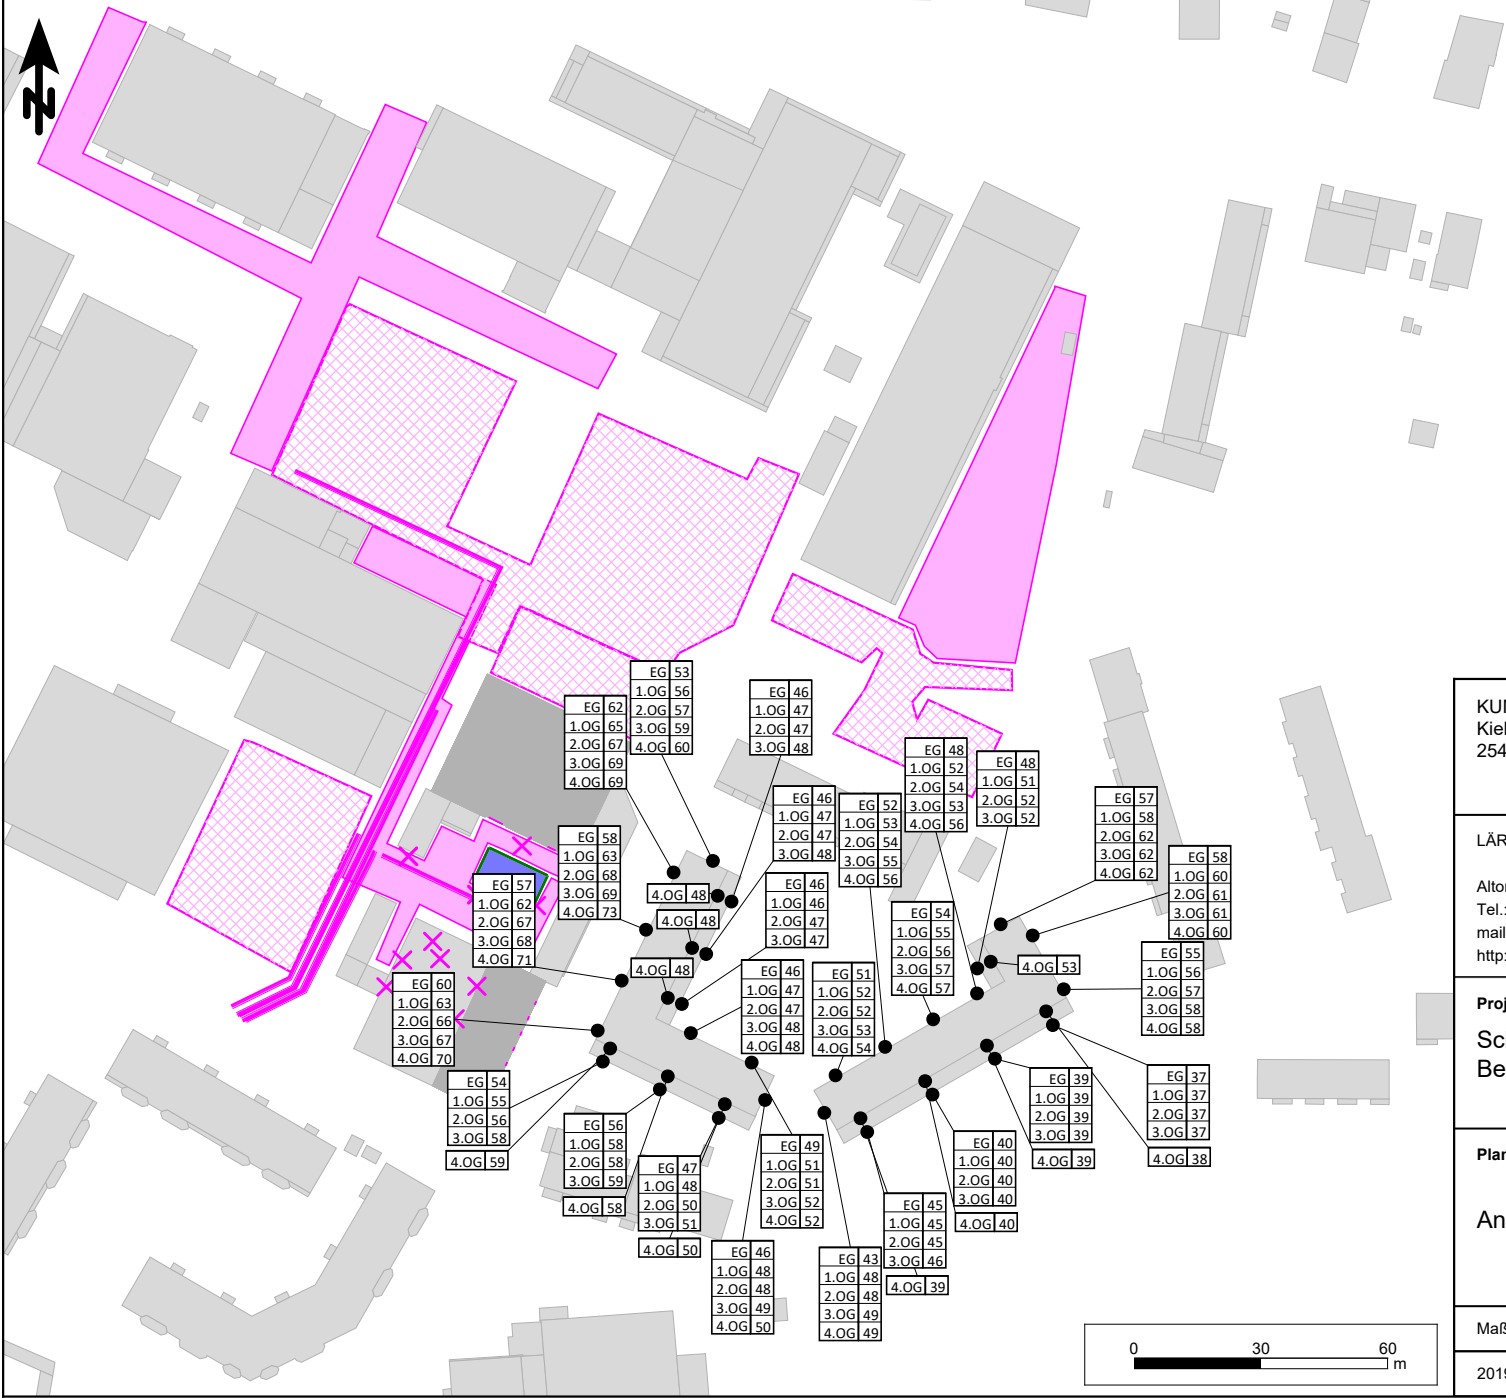 N
EG 53
1.OG 56
2.OG 57
3.OG 59
4.OG 60
EG 62
1.OG 65
2.OG 67
3.OG 69
4.OG 69
EG 46
1.OG 47
2.OG 47
3.OG 48
EG 46
1.OG 47
2.OG 47
3.OG 48
EG 52
1.OG 53
2.OG 54
3.OG 55
4.OG 56
EG 48
1.OG 52
2.OG 54
3.OG 53
4.OG 56
EG 48
1.OG 51
2.OG 52
3.OG 52
EG 57
1.OG 58
2.OG 62
3.OG 62
4.OG 62
EG 58
1.OG 60
2.OG 61
3.OG 61
4.OG 60
EG 58
1.OG 63
2.OG 68
3.OG 69
4.OG 73
EG 57
1.OG 62
2.OG 67
3.OG 68
4.OG 71
4.OG 48
4.OG 48
4.OG 48
EG 46
1.OG 46
2.OG 47
3.OG 47
EG 54
1.OG 55
2.OG 56
3.OG 57
4.OG 57
4.OG 53
EG 55
1.OG 56
2.OG 57
3.OG 58
4.OG 58
EG 60
1.OG 63
2.OG 66
3.OG 67
4.OG 70
EG 46
1.OG 47
2.OG 47
3.OG 48
4.OG 48
EG 51
1.OG 52
2.OG 52
3.OG 53
4.OG 54
EG 54
1.OG 55
2.OG 56
3.OG 58
4.OG 59
EG 56
1.OG 58
2.OG 58
3.OG 59
4.OG 58
EG 47
1.OG 48
2.OG 50
3.OG 51
4.OG 50
EG 49
1.OG 51
2.OG 51
3.OG 52
4.OG 52
EG 46
1.OG 48
2.OG 48
3.OG 49
4.OG 50
EG 43
1.OG 48
2.OG 48
3.OG 49
4.OG 49
EG 45
1.OG 45
2.OG 45
3.OG 46
4.OG 39
EG 40
1.OG 40
2.OG 40
3.OG 40
4.OG 40
EG 39
1.OG 39
2.OG 39
3.OG 39
4.OG 39
EG 37
1.OG 37
2.OG 37
3.OG 37
4.OG 38
0 30 60
m
KUN
Kiel
254
LÄR
Alto
Tel.:
mail
http:
Proj
Sc
Be
Plan
An
Maß
2019